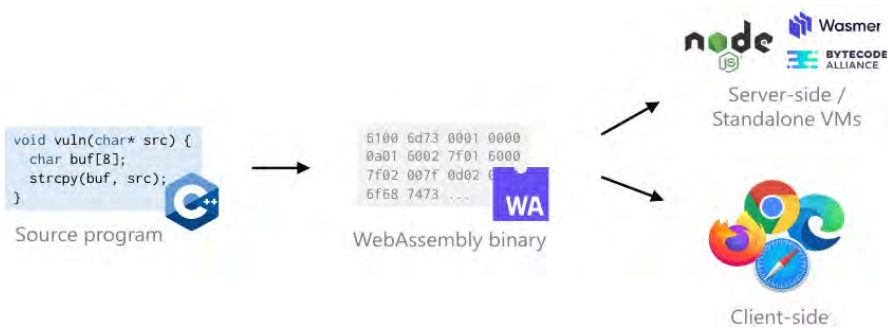 void vuln(char* src) {
char buf[8];
strcpy(buf, src);
}
C++
Source program
6100 6d73 0001 0000
0a01 6002 7f01 6000
7f02 007f 0d02 0
6f68 7473 ...
WA
WebAssembly binary
node
JS
Wasmer
BYTECODE
ALLIANCE
Server-side /
Standalone VMs
Client-side